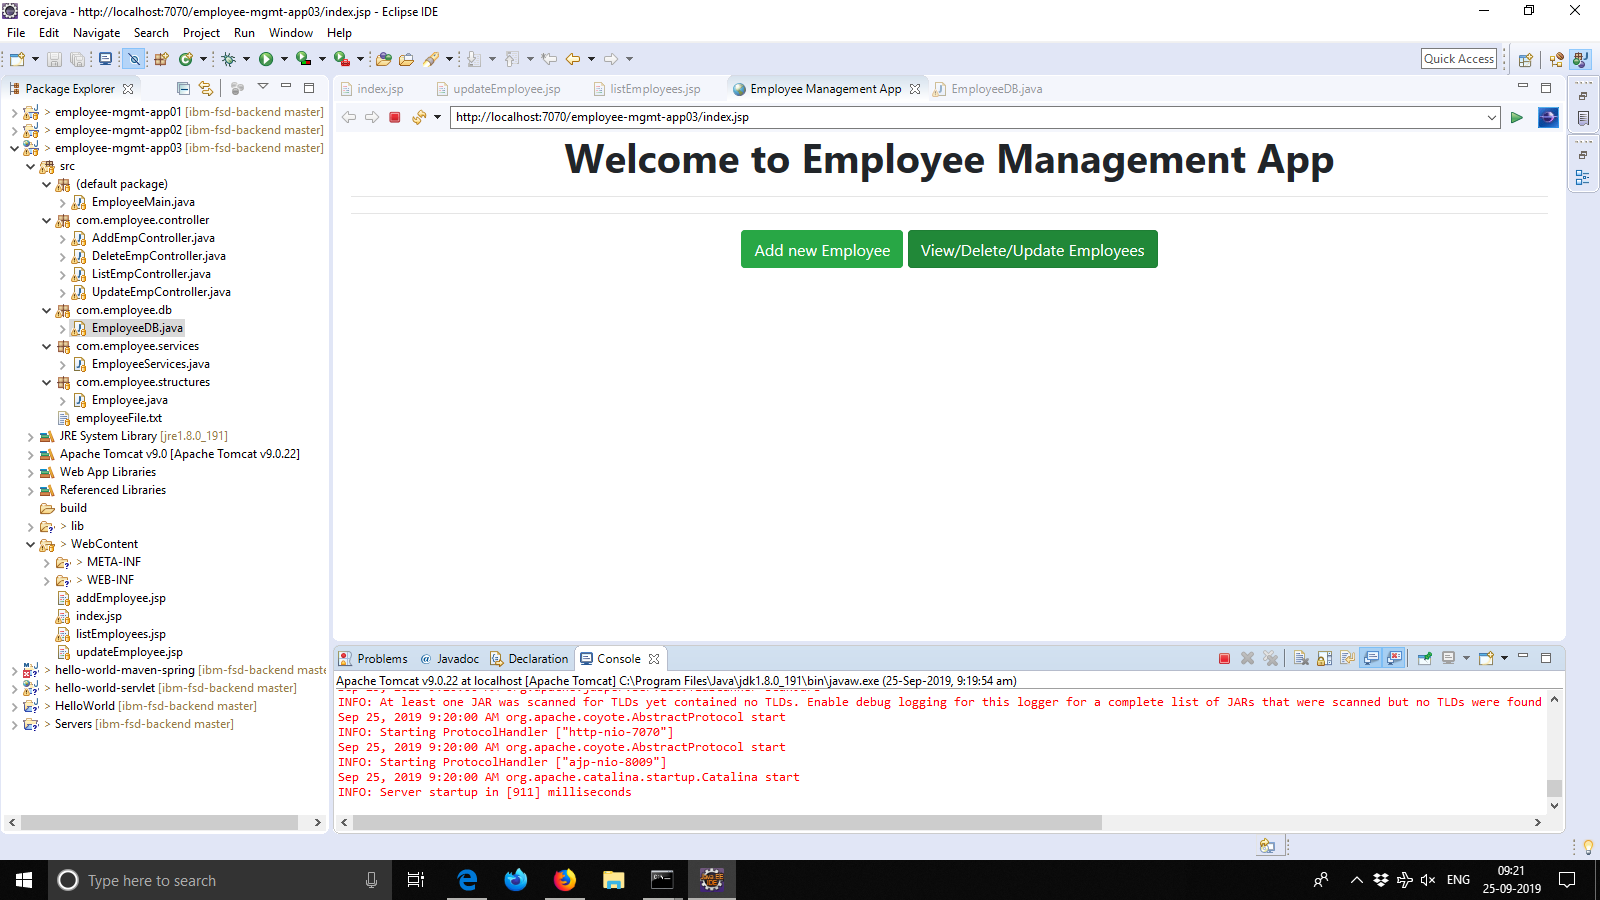 corejava - http://localhost:7070/employee-mgmt-app03/index.jsp - Eclipse IDE
File Edit Navigate Search Project Run Window Help
Quick Access
Package Explorer
> employee-mgmt-app01 [ibm-fsd-backend master]
> employee-mgmt-app02 [ibm-fsd-backend master]
> employee-mgmt-app03 [ibm-fsd-backend master]
src
(default package)
EmployeeMain.java
com.employee.controller
AddEmpController.java
DeleteEmpController.java
ListEmpController.java
UpdateEmpController.java
com.employee.db
EmployeeDB.java
com.employee.services
EmployeeServices.java
com.employee.structures
Employee.java
employeeFile.txt
JRE System Library [jre1.8.0_191]
Apache Tomcat v9.0 [Apache Tomcat v9.0.22]
Web App Libraries
Referenced Libraries
build
> lib
> WebContent
> META-INF
> WEB-INF
addEmployee.jsp
index.jsp
listEmployees.jsp
updateEmployee.jsp
> hello-world-maven-spring [ibm-fsd-backend maste
> hello-world-servlet [ibm-fsd-backend master]
> HelloWorld [ibm-fsd-backend master]
> Servers [ibm-fsd-backend master]
index.jsp updateEmployee.jsp listEmployees.jsp Employee Management App EmployeeDB.java
http://localhost:7070/employee-mgmt-app03/index.jsp
Welcome to Employee Management App
Add new Employee View/Delete/Update Employees
Problems @ Javadoc Declaration Console
Apache Tomcat v9.0.22 at localhost [Apache Tomcat] C:\Program Files\Java\jdk1.8.0_191\bin\javaw.exe (25-Sep-2019, 9:19:54 am)
INFO: At least one JAR was scanned for TLDs yet contained no TLDs. Enable debug logging for this logger for a complete list of JARs that were scanned but no TLDs were found
Sep 25, 2019 9:20:00 AM org.apache.coyote.AbstractProtocol start
INFO: Starting ProtocolHandler ["http-nio-7070"]
Sep 25, 2019 9:20:00 AM org.apache.coyote.AbstractProtocol start
INFO: Starting ProtocolHandler ["ajp-nio-8009"]
Sep 25, 2019 9:20:00 AM org.apache.catalina.startup.Catalina start
INFO: Server startup in [911] milliseconds
Type here to search
ENG
09:21
25-09-2019